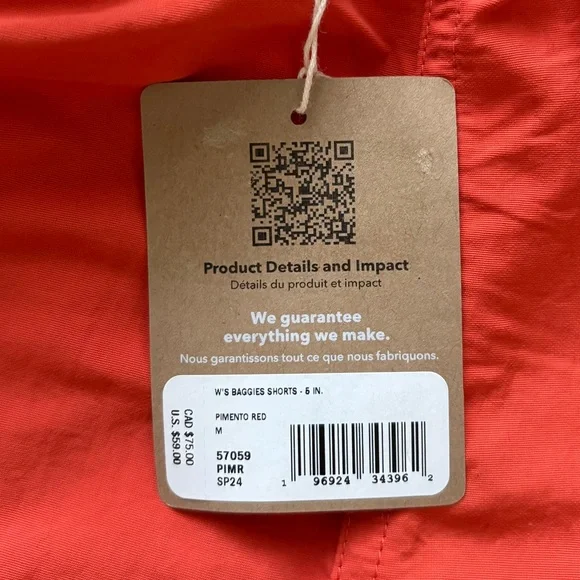 Product Details and Impact
Détails du produit et impact
We guarantee
everything we make.
Nous garantissons tout ce que nous fabriquons.
W'S BAGGIES SHORTS - 5 IN.
PIMENTO RED
M
57059
PIMR
SP24
CAD $75.00
U.S. $59.00
1 96924 34396 2